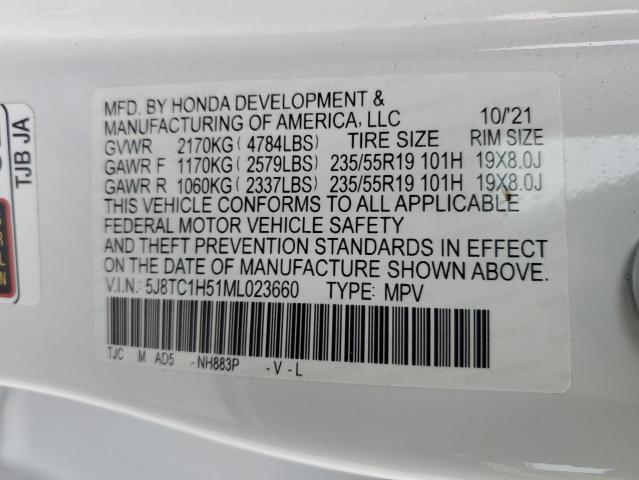 MFD. BY HONDA DEVELOPMENT &
MANUFACTURING OF AMERICA, LLC 10/'21
GVWR 2170KG (4784LBS) TIRE SIZE RIM SIZE
GAWR F 1170KG (2579LBS) 235/55R19 101H 19X8.0J
GAWR R 1060KG (2337LBS) 235/55R19 101H 19X8.0J
THIS VEHICLE CONFORMS TO ALL APPLICABLE
FEDERAL MOTOR VEHICLE SAFETY
AND THEFT PREVENTION STANDARDS IN EFFECT
ON THE DATE OF MANUFACTURE SHOWN ABOVE.
V.I.N.: 5J8TC1H51ML023660 TYPE: MPV
TJC M AD5 -NH883P -V-L
TJB JA